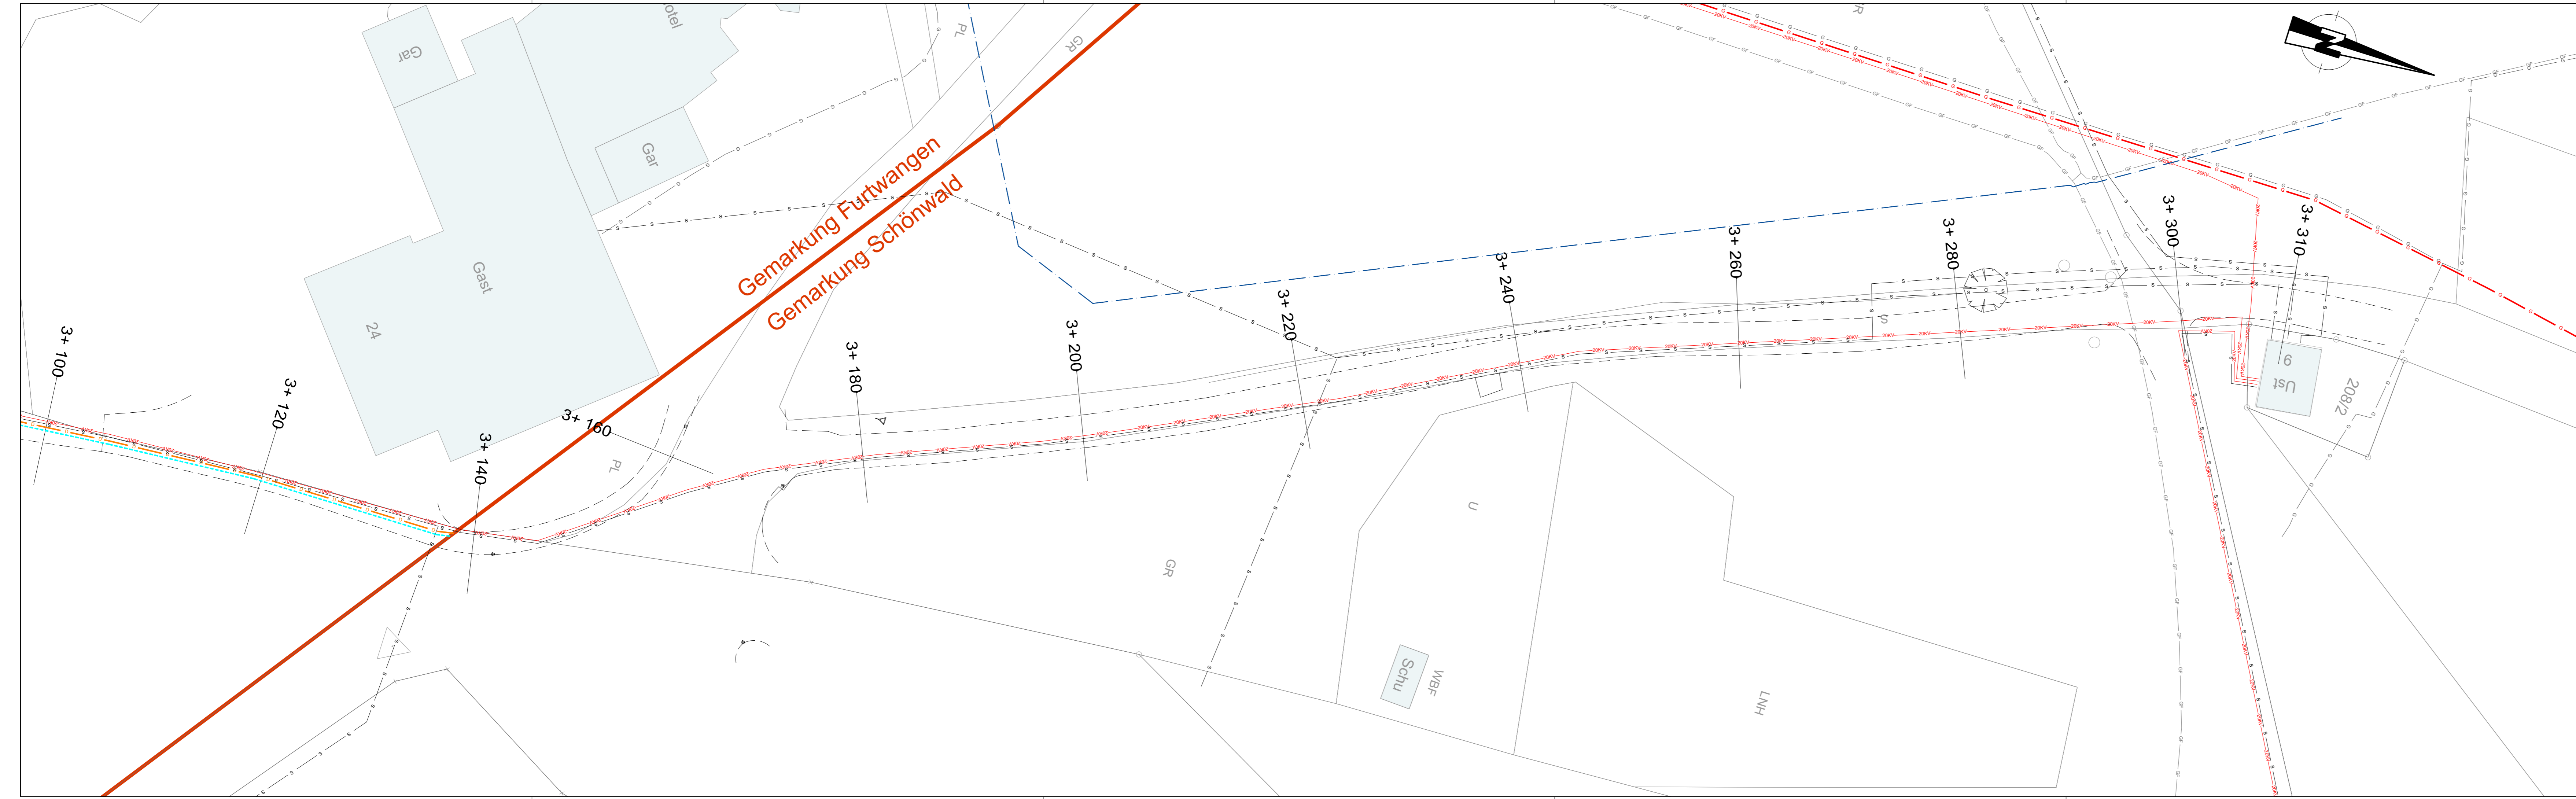 Gar
otel
PL
GR
R
Gar
Gemarkung Furtwangen
Gemarkung Schönwald
Gast
24
3+ 100
3+ 120
3+ 140
3+ 160
3+ 180
3+ 200
3+ 220
3+ 240
3+ 260
3+ 280
3+ 300
3+ 310
A
S
9
Ust
208/2
PL
GR
U
Schu
WBF
LNH
N
20KV
GF
G
S